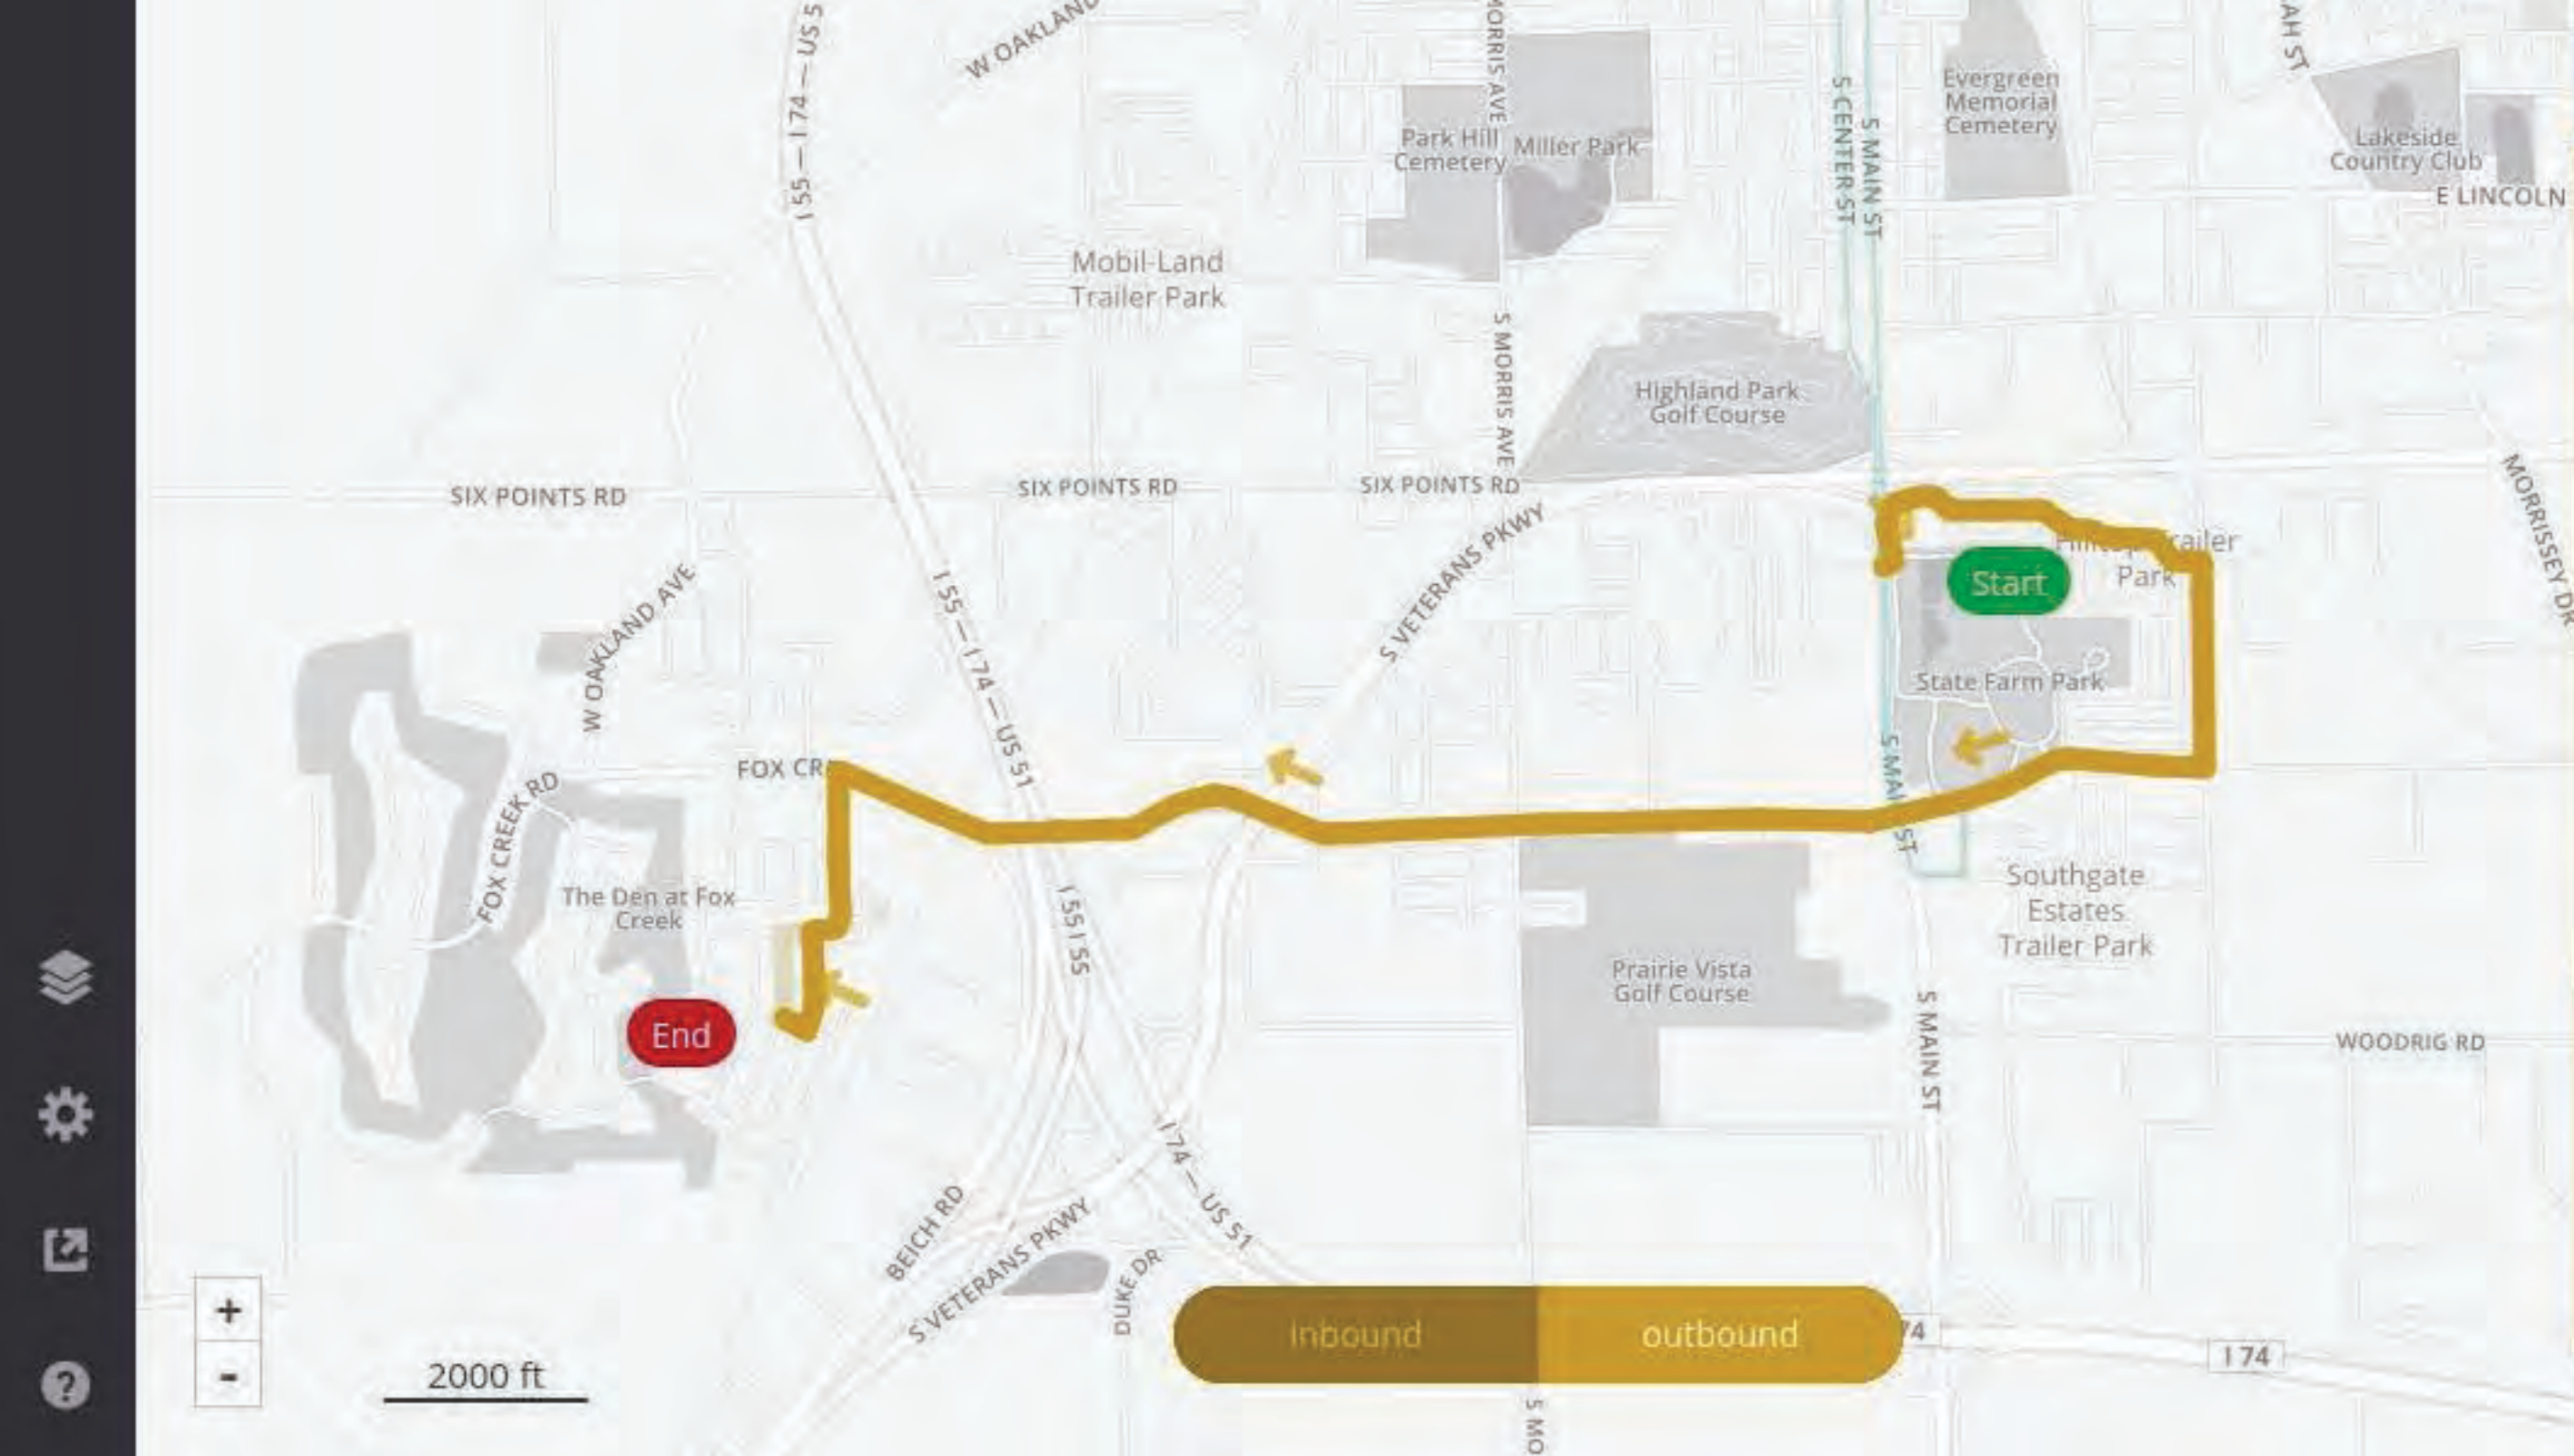 I 55 — I 74 — US 5
W OAKLAND
MORRIS AVE
S CENTER ST
S MAIN ST
Evergreen
Memorial
Cemetery
AH ST
Park Hill
Cemetery
Miller Park
Lakeside
Country Club
E LINCOLN
Mobil-Land
Trailer Park
S MORRIS AVE
Highland Park
Golf Course
SIX POINTS RD
SIX POINTS RD
SIX POINTS RD
MORRISSEY DR
S VETERANS PKWY
Hilltop Trailer
Park
Start
W OAKLAND AVE
I 55 — I 74 — US 51
State Farm Park
FOX CR
S MAIN ST
FOX CREEK RD
The Den at Fox
Creek
I 55 I 55
Southgate
Estates
Trailer Park
Prairie Vista
Golf Course
End
S MAIN ST
WOODRIG RD
I 74 — US 51
BEICH RD
S VETERANS PKWY
DUKE DR
+
-
2000 ft
Inbound
outbound
74
I 74
S MO
?